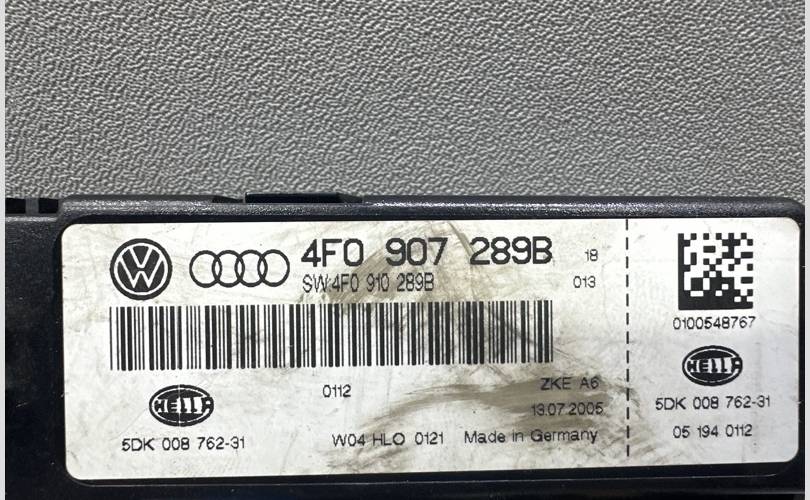 4F0 907 289B 18
SW:4F0 910 289B 013
0100548767
HELLA
HELLA
0112 ZKE A6
13.07.2005
5DK 008 762-31
5DK 008 762-31 W04 HLO 0121 Made in Germany
05 194 0112